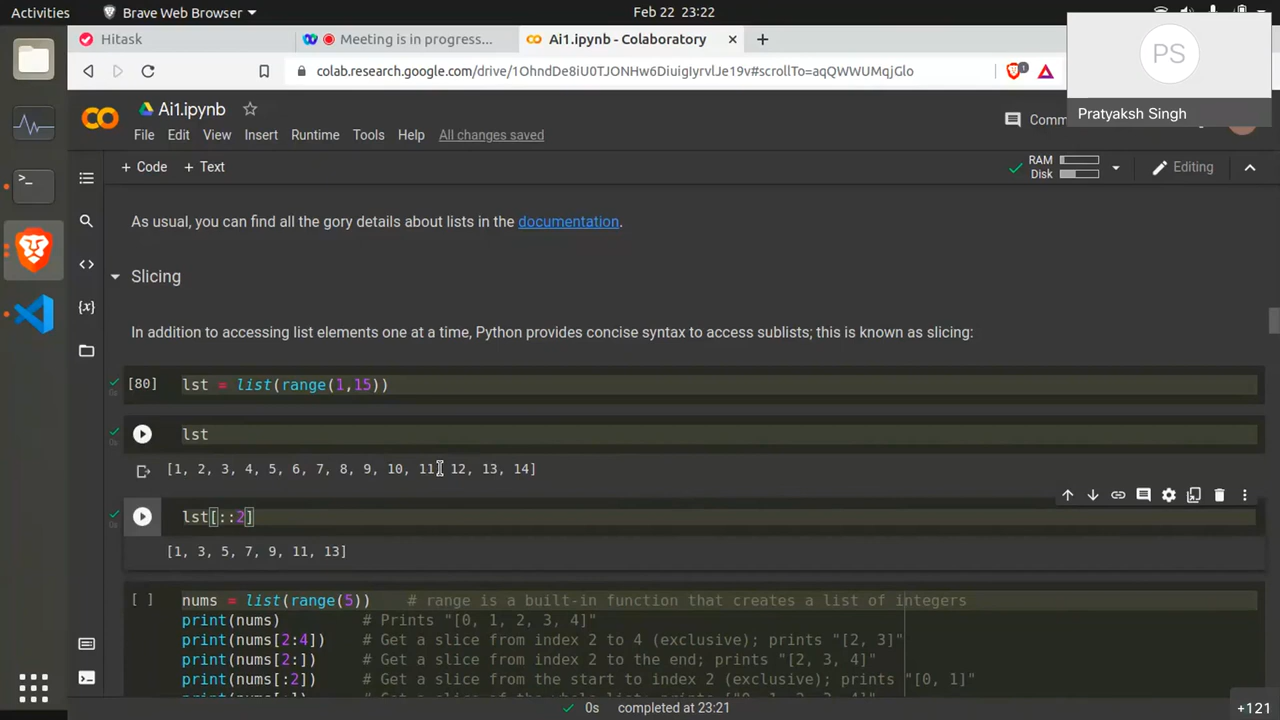 Activities
Brave Web Browser
Feb 22 23:22
Hitask
Meeting is in progress...
Ai1.ipynb - Colaboratory
PS
Pratyaksh Singh
colab.research.google.com/drive/1OhndDe8iU0TJONHw6DiuigIyrvlJe19v#scrollTo=aqQWWUMqjGlo
1
Ai1.ipynb
File Edit View Insert Runtime Tools Help All changes saved
Comm
+ Code + Text
RAM
Disk
Editing
As usual, you can find all the gory details about lists in the documentation.
Slicing
In addition to accessing list elements one at a time, Python provides concise syntax to access sublists; this is known as slicing:
[80] lst = list(range(1,15))
0s
lst
0s
[1, 2, 3, 4, 5, 6, 7, 8, 9, 10, 11, 12, 13, 14]
lst[::2]
0s
[1, 3, 5, 7, 9, 11, 13]
[ ] nums = list(range(5)) # range is a built-in function that creates a list of integers
print(nums) # Prints "[0, 1, 2, 3, 4]"
print(nums[2:4]) # Get a slice from index 2 to 4 (exclusive); prints "[2, 3]"
print(nums[2:]) # Get a slice from index 2 to the end; prints "[2, 3, 4]"
print(nums[:2]) # Get a slice from the start to index 2 (exclusive); prints "[0, 1]"
0s completed at 23:21
+121